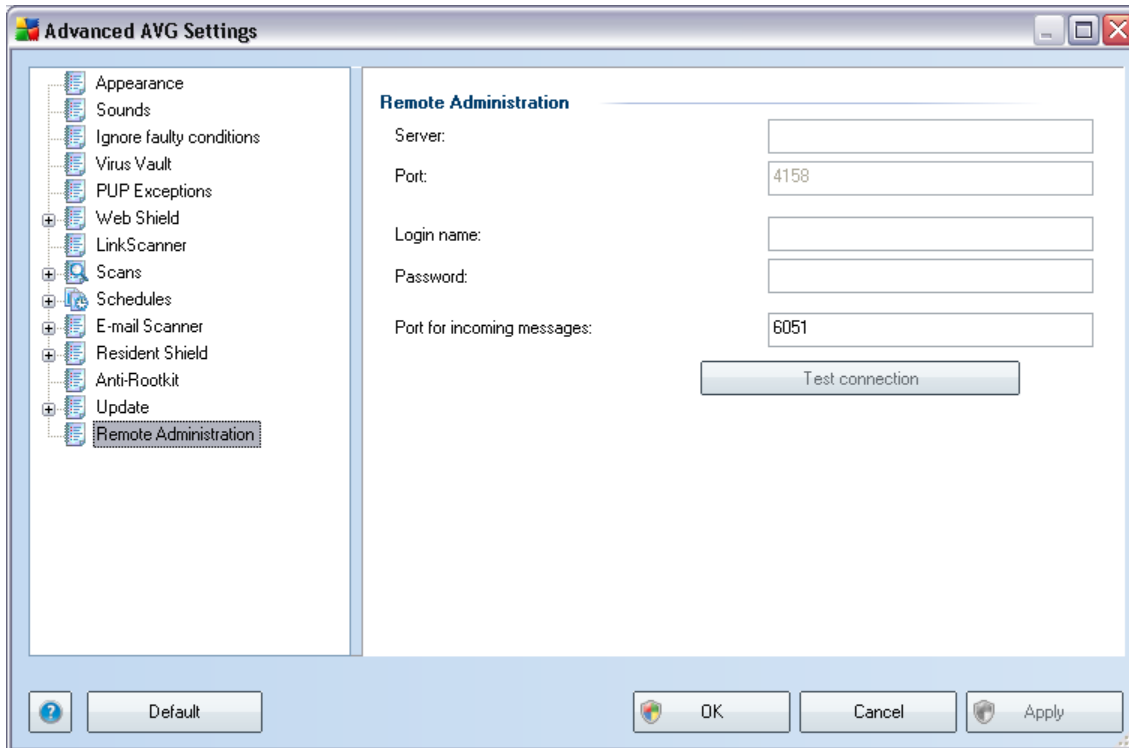 Advanced AVG Settings
Appearance
Sounds
Ignore faulty conditions
Virus Vault
PUP Exceptions
Web Shield
LinkScanner
Scans
Schedules
E-mail Scanner
Resident Shield
Anti-Rootkit
Update
Remote Administration
Remote Administration
Server:
Port:
4158
Login name:
Password:
Port for incoming messages:
6051
Test connection
Default
OK
Cancel
Apply